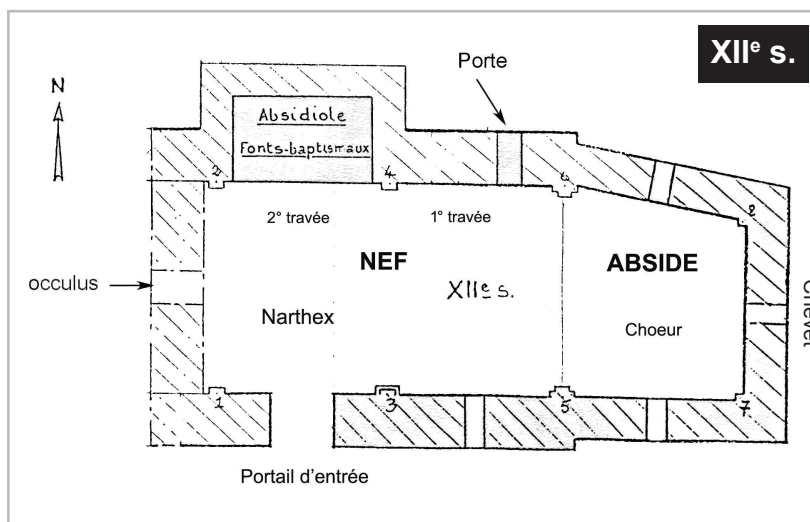 XIIe s.
Porte
N
Absidiole
Fonts-baptismaux
2
4
6
8
2° travée
1° travée
NEF
ABSIDE
occulus
XIIe s.
Narthex
Choeur
Chevet
1
3
5
7
Portail d'entrée